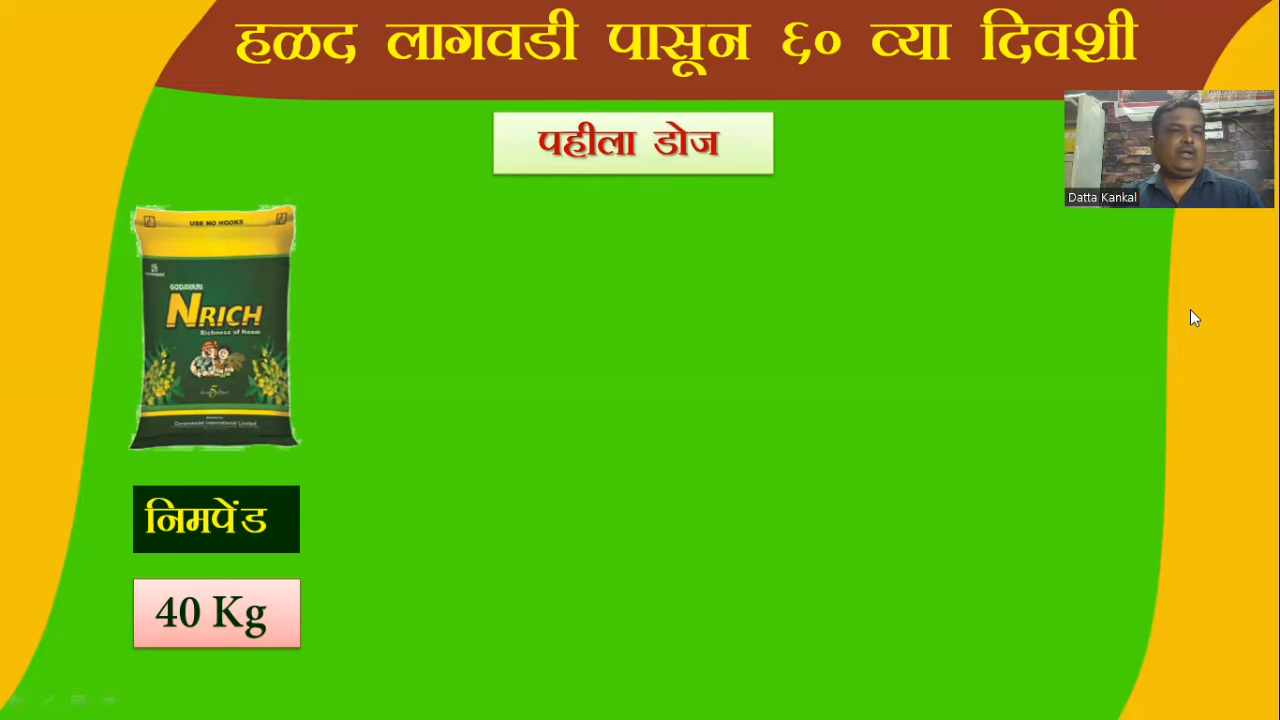 हळद लागवडी पासून ६० व्या दिवशी
पहीला डोज
Datta Kankal
USE NO HOOKS
GODAVARI
NRICH
Richness of Neem
5
Coromandel International Limited
निमपेंड
40 Kg